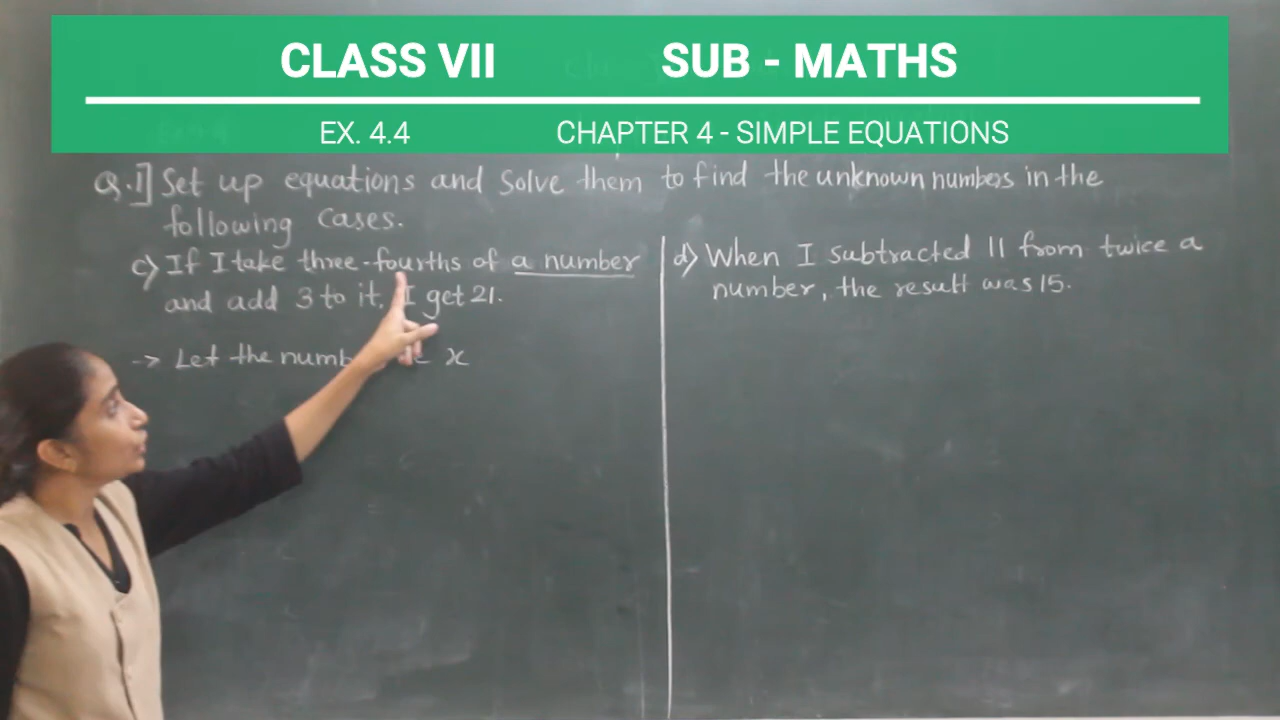 CLASS VII SUB - MATHS
EX. 4.4 CHAPTER 4 - SIMPLE EQUATIONS
Q.1] Set up equations and solve them to find the unknown numbers in the
following cases.
c) If I take three-fourths of a number
and add 3 to it, I get 21.
-> Let the number x
d) When I subtracted 11 from twice a
number, the result was 15.